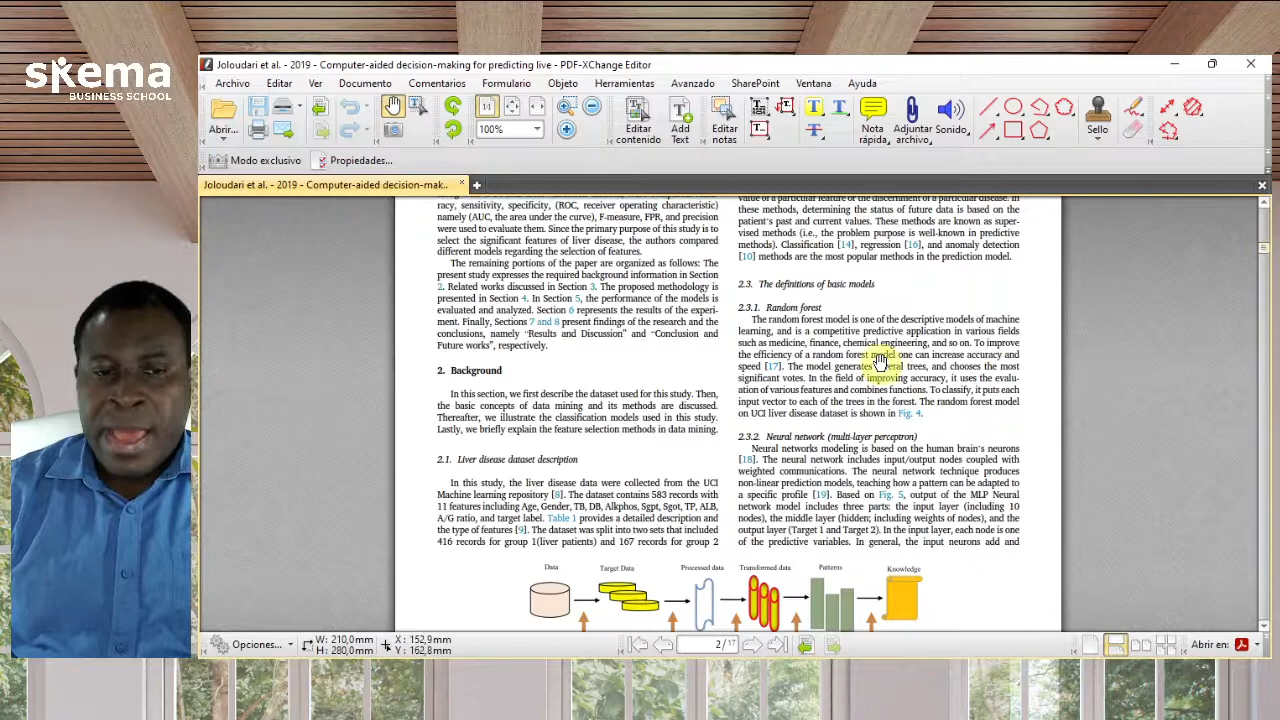 skema
BUSINESS SCHOOL
Joloudari et al. - 2019 - Computer-aided decision-making for predicting live - PDF-XChange Editor
Archivo Editar Ver Documento Comentarios Formulario Objeto Herramientas Avanzado SharePoint Ventana Ayuda
Abrir...
100%
Editar contenido
Add Text
Editar notas
Nota rápida
Adjuntar archivo
Sonido
Sello
Modo exclusivo Propiedades...
Joloudari et al. - 2019 - Computer-aided decision-mak..
racy, sensitivity, specificity, (ROC, receiver operating characteristic)
namely (AUC, the area under the curve), F-measure, FPR, and precision
were used to evaluate them. Since the primary purpose of this study is to
select the significant features of liver disease, the authors compared
different models regarding the selection of features.
The remaining portions of the paper are organized as follows: The
present study expresses the required background information in Section
2. Related works discussed in Section 3. The proposed methodology is
presented in Section 4. In Section 5, the performance of the models is
evaluated and analyzed. Section 6 represents the results of the experi-
ment. Finally, Sections 7 and 8 present findings of the research and the
conclusions, namely "Results and Discussion" and "Conclusion and
Future works", respectively.
2. Background
In this section, we first describe the dataset used for this study. Then,
the basic concepts of data mining and its methods are discussed.
Thereafter, we illustrate the classification models used in this study.
Lastly, we briefly explain the feature selection methods in data mining.
2.1. Liver disease dataset description
In this study, the liver disease data were collected from the UCI
Machine learning repository [8]. The dataset contains 583 records with
11 features including Age, Gender, TB, DB, Alkphos, Sgpt, Sgot, TP, ALB,
A/G ratio, and target label. Table 1 provides a detailed description and
the type of features [9]. The dataset was split into two sets that included
416 records for group 1(liver patients) and 167 records for group 2
value of a particular feature or the discernment of a particular disease. In
these methods, determining the status of future data is based on the
patient's past and current values. These methods are known as super-
vised methods (i.e., the problem purpose is well-known in predictive
methods). Classification [14], regression [16], and anomaly detection
[10] methods are the most popular methods in the prediction model.
2.3. The definitions of basic models
2.3.1. Random forest
The random forest model is one of the descriptive models of machine
learning, and is a competitive predictive application in various fields
such as medicine, finance, chemical engineering, and so on. To improve
the efficiency of a random forest model one can increase accuracy and
speed [17]. The model generates several trees, and chooses the most
significant votes. In the field of improving accuracy, it uses the evalu-
ation of various features and combines functions. To classify, it puts each
input vector to each of the trees in the forest. The random forest model
on UCI liver disease dataset is shown in Fig. 4.
2.3.2. Neural network (multi-layer perceptron)
Neural networks modeling is based on the human brain's neurons
[18]. The neural network includes input/output nodes coupled with
weighted communications. The neural network technique produces
non-linear prediction models, teaching how a pattern can be adapted to
a specific profile [19]. Based on Fig. 5, output of the MLP Neural
network model includes three parts: the input layer (including 10
nodes), the middle layer (hidden; including weights of nodes), and the
output layer (Target 1 and Target 2). In the input layer, each node is one
of the predictive variables. In general, the input neurons add and
Data Target Data Processed data Transformed data Patterns Knowledge
Opciones...
W: 210,0mm
H: 280,0mm
X: 152,9mm
Y: 162,8mm
2 / 17
Abrir en: